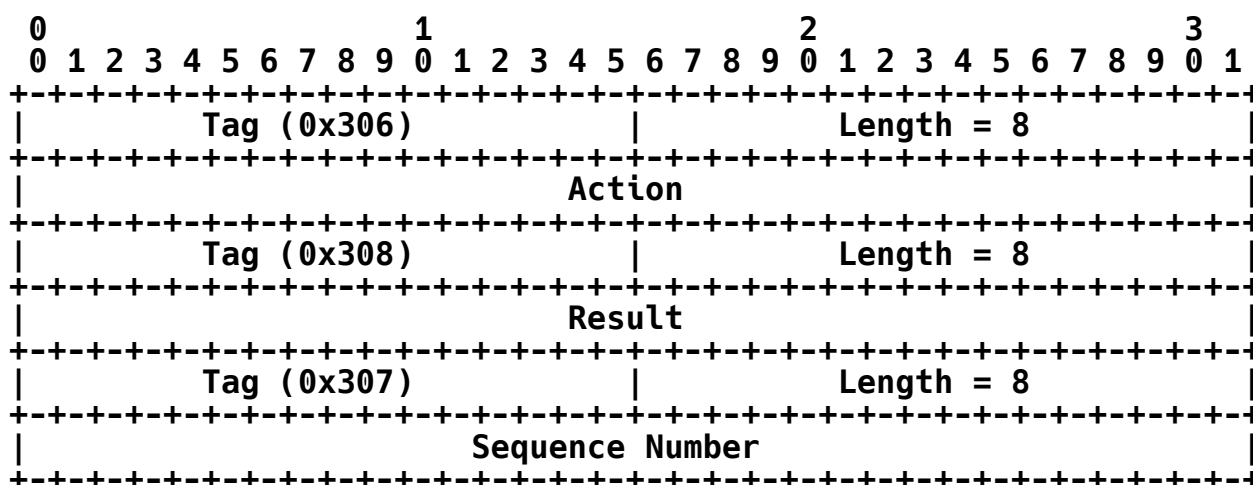 0                   1                   2                   3
 0 1 2 3 4 5 6 7 8 9 0 1 2 3 4 5 6 7 8 9 0 1 2 3 4 5 6 7 8 9 0 1
+-+-+-+-+-+-+-+-+-+-+-+-+-+-+-+-+-+-+-+-+-+-+-+-+-+-+-+-+-+-+-+-+
|         Tag (0x306)           |          Length = 8           |
+-+-+-+-+-+-+-+-+-+-+-+-+-+-+-+-+-+-+-+-+-+-+-+-+-+-+-+-+-+-+-+-+
|                            Action                             |
+-+-+-+-+-+-+-+-+-+-+-+-+-+-+-+-+-+-+-+-+-+-+-+-+-+-+-+-+-+-+-+-+
|         Tag (0x308)           |          Length = 8           |
+-+-+-+-+-+-+-+-+-+-+-+-+-+-+-+-+-+-+-+-+-+-+-+-+-+-+-+-+-+-+-+-+
|                            Result                             |
+-+-+-+-+-+-+-+-+-+-+-+-+-+-+-+-+-+-+-+-+-+-+-+-+-+-+-+-+-+-+-+-+
|         Tag (0x307)           |          Length = 8           |
+-+-+-+-+-+-+-+-+-+-+-+-+-+-+-+-+-+-+-+-+-+-+-+-+-+-+-+-+-+-+-+-+
|                       Sequence Number                         |
+-+-+-+-+-+-+-+-+-+-+-+-+-+-+-+-+-+-+-+-+-+-+-+-+-+-+-+-+-+-+-+-+